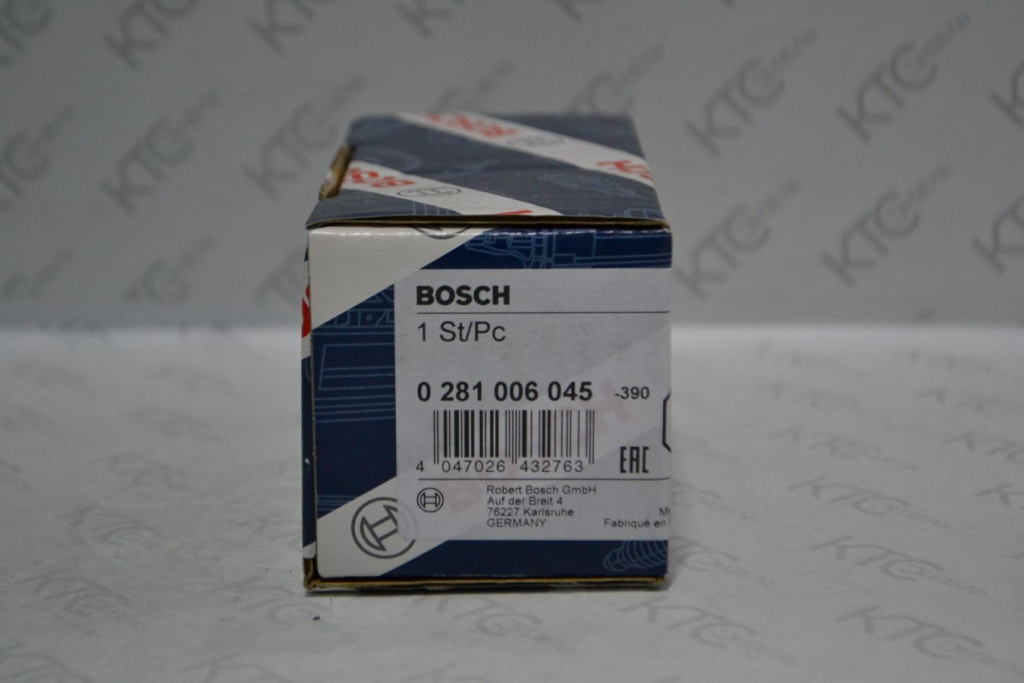 BOSCH
1 St/Pc
0 281 006 045 -390
4 047026 432763
EAC
Robert Bosch GmbH
Auf der Breit 4
76227 Karlsruhe
GERMANY
Fabriqué en
KTC